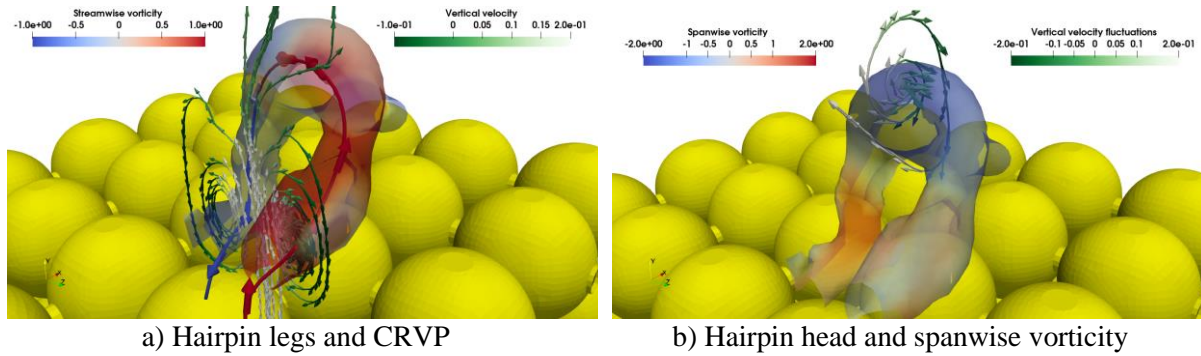 Streamwise vorticity
-1.0e+00 -0.5 0 0.5 1.0e+00
Vertical velocity
-1.0e-01 0 0.05 0.1 0.15 2.0e-01
Y X Z
a) Hairpin legs and CRVP
Spanwise vorticity
-2.0e+00 -1 -0.5 0 0.5 1 2.0e+00
Vertical velocity fluctuations
-2.0e-01 -0.1 -0.05 0 0.05 0.1 2.0e-01
Y X Z
b) Hairpin head and spanwise vorticity